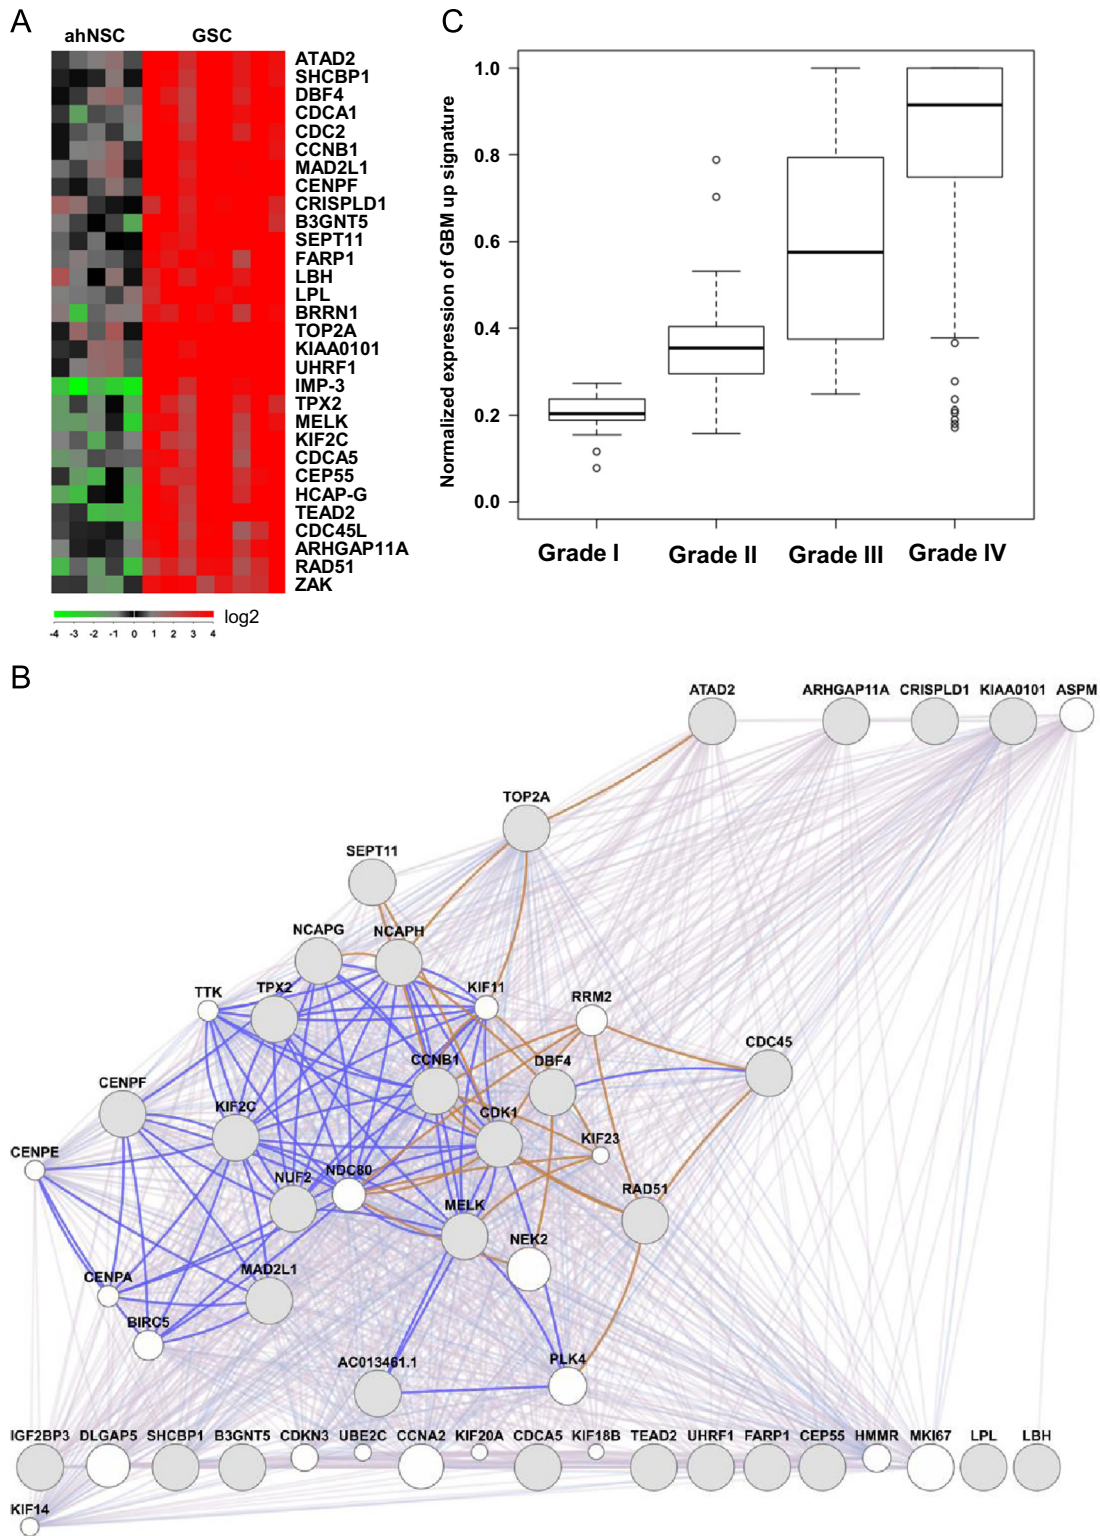 A
ahNSC GSC
ATAD2
SHCBP1
DBF4
CDCA1
CDC2
CCNB1
MAD2L1
CENPF
CRISPLD1
B3GNT5
SEPT11
FARP1
LBH
LPL
BRRN1
TOP2A
KIAA0101
UHRF1
IMP-3
TPX2
MELK
KIF2C
CDCA5
CEP55
HCAP-G
TEAD2
CDC45L
ARHGAP11A
RAD51
ZAK
log2
-4 -3 -2 -1 0 1 2 3 4
C
Normalized expression of GBM up signature
1.0
0.8
0.6
0.4
0.2
0.0
Grade I Grade II Grade III Grade IV
B
ATAD2 ARHGAP11A CRISPLD1 KIAA0101 ASPM
TOP2A
SEPT11
NCAPG NCAPH
TTK TPX2 KIF11 RRM2
CCNB1 DBF4 CDC45
CENPF KIF2C CDK1
CENPE NUF2 NDC80 KIF23
MELK RAD51
NEK2
CENPA MAD2L1
BIRC5
AC013461.1 PLK4
IGF2BP3 DLGAP5 SHCBP1 B3GNT5 CDKN3 UBE2C CCNA2 KIF20A CDCA5 KIF18B TEAD2 UHRF1 FARP1 CEP55 HMMR MKI67 LPL LBH
KIF14